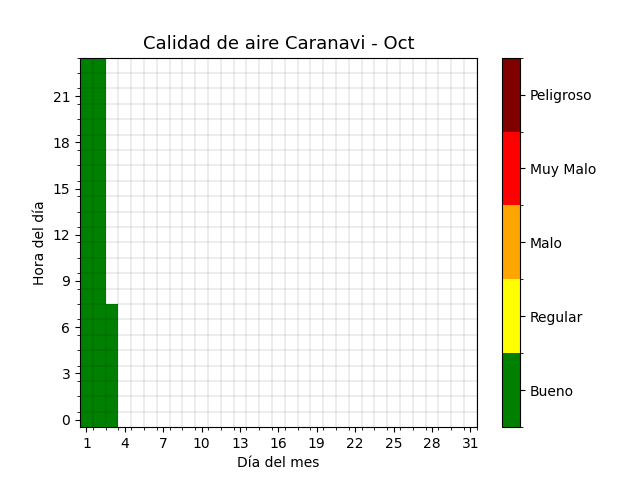 Calidad de aire Caranavi - Oct
Hora del día
21
18
15
12
9
6
3
0
1 4 7 10 13 16 19 22 25 28 31
Día del mes
Peligroso
Muy Malo
Malo
Regular
Bueno